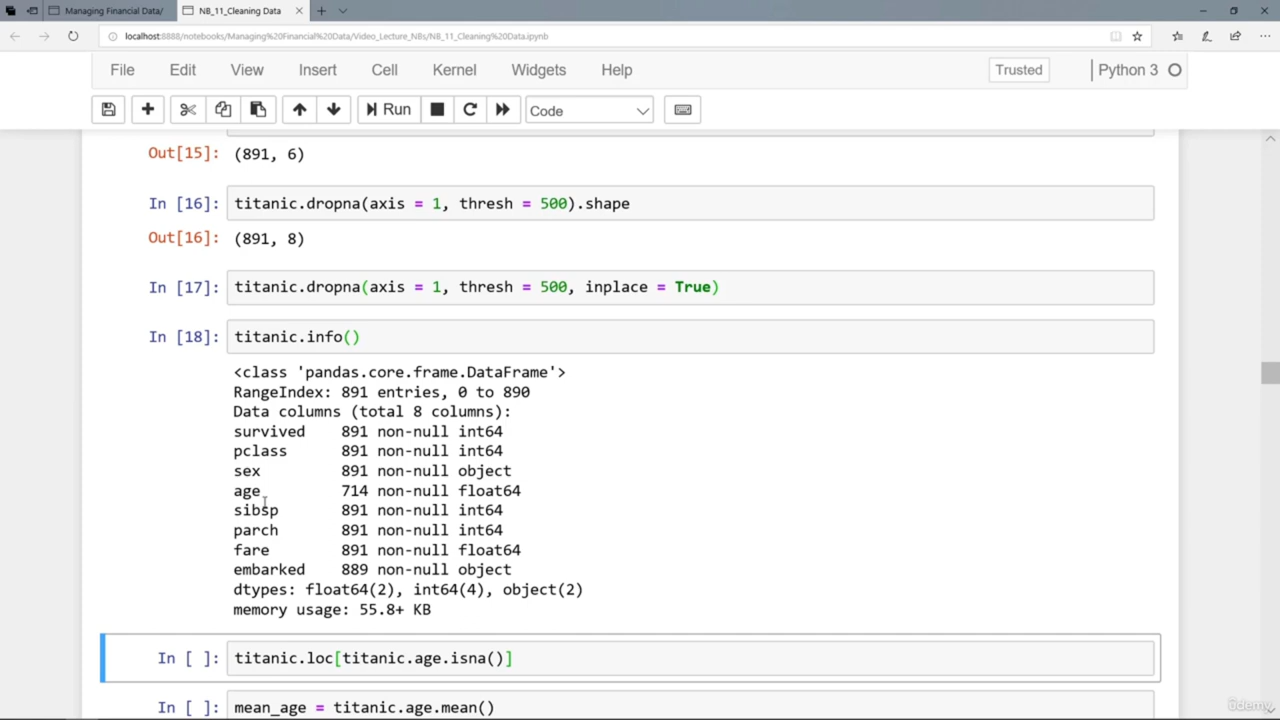 Managing Financial Data/
NB_11_Cleaning Data
localhost:8888/notebooks/Managing%20Financial%20Data/Video_Lecture_NBs/NB_11_Cleaning%20Data.ipynb
File Edit View Insert Cell Kernel Widgets Help Trusted Python 3
Run Code
Out[15]: (891, 6)
In [16]: titanic.dropna(axis = 1, thresh = 500).shape
Out[16]: (891, 8)
In [17]: titanic.dropna(axis = 1, thresh = 500, inplace = True)
In [18]: titanic.info()
<class 'pandas.core.frame.DataFrame'>
RangeIndex: 891 entries, 0 to 890
Data columns (total 8 columns):
survived    891 non-null int64
pclass      891 non-null int64
sex         891 non-null object
age         714 non-null float64
sibsp       891 non-null int64
parch       891 non-null int64
fare        891 non-null float64
embarked    889 non-null object
dtypes: float64(2), int64(4), object(2)
memory usage: 55.8+ KB
In [ ]: titanic.loc[titanic.age.isna()]
In [ ]: mean_age = titanic.age.mean()
ûdemy